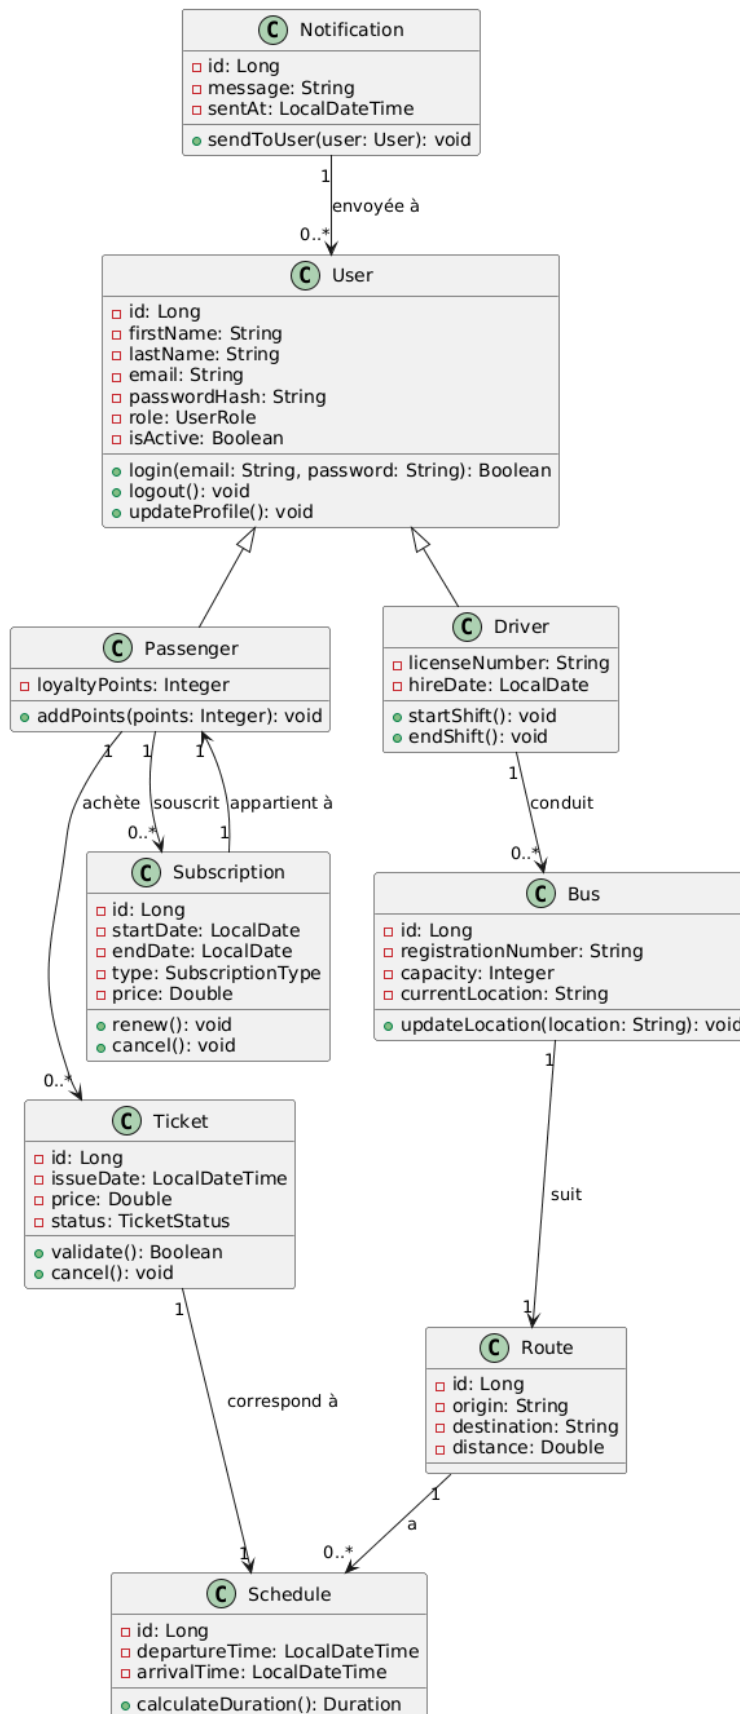 C Notification
id: Long
message: String
sentAt: LocalDateTime
sendToUser(user: User): void
1
envoyée à
0..*
C User
id: Long
firstName: String
lastName: String
email: String
passwordHash: String
role: UserRole
isActive: Boolean
login(email: String, password: String): Boolean
logout(): void
updateProfile(): void
C Passenger
loyaltyPoints: Integer
addPoints(points: Integer): void
C Driver
licenseNumber: String
hireDate: LocalDate
startShift(): void
endShift(): void
1 1 1
1
achète souscrit appartient à
conduit
0..* 1
0..*
C Subscription
id: Long
startDate: LocalDate
endDate: LocalDate
type: SubscriptionType
price: Double
renew(): void
cancel(): void
C Bus
id: Long
registrationNumber: String
capacity: Integer
currentLocation: String
updateLocation(location: String): void
0..*
1
C Ticket
id: Long
issueDate: LocalDateTime
price: Double
status: TicketStatus
validate(): Boolean
cancel(): void
suit
1
1
C Route
id: Long
origin: String
destination: String
distance: Double
correspond à
1
a
1
0..*
C Schedule
id: Long
departureTime: LocalDateTime
arrivalTime: LocalDateTime
calculateDuration(): Duration